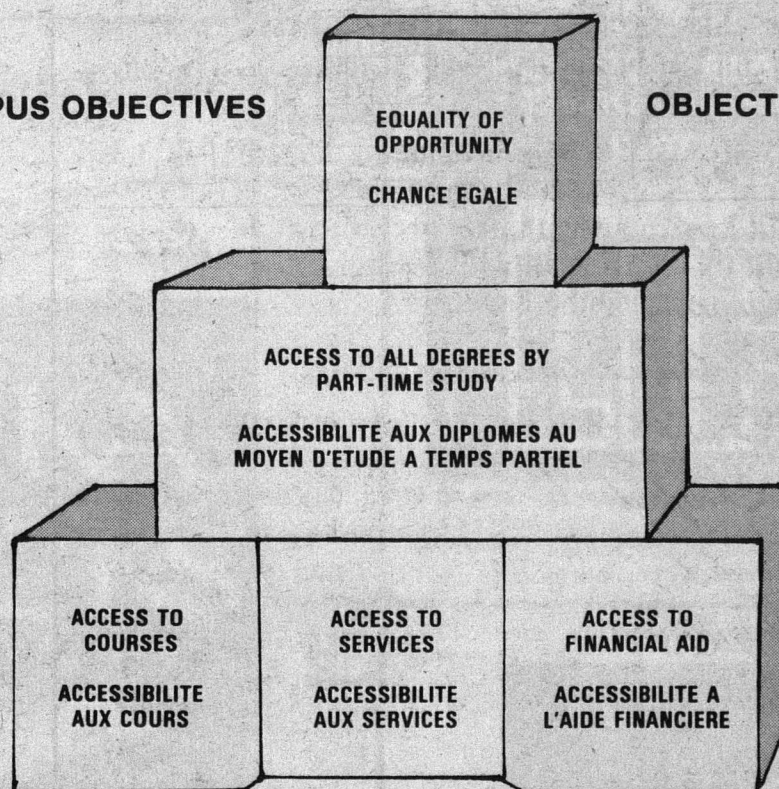 PUS OBJECTIVES
OBJECT
EQUALITY OF
OPPORTUNITY
CHANCE EGALE
ACCESS TO ALL DEGREES BY
PART-TIME STUDY
ACCESSIBILITE AUX DIPLOMES AU
MOYEN D'ETUDE A TEMPS PARTIEL
ACCESS TO
COURSES
ACCESSIBILITE
AUX COURS
ACCESS TO
SERVICES
ACCESSIBILITE
AUX SERVICES
ACCESS TO
FINANCIAL AID
ACCESSIBILITE A
L'AIDE FINANCIERE